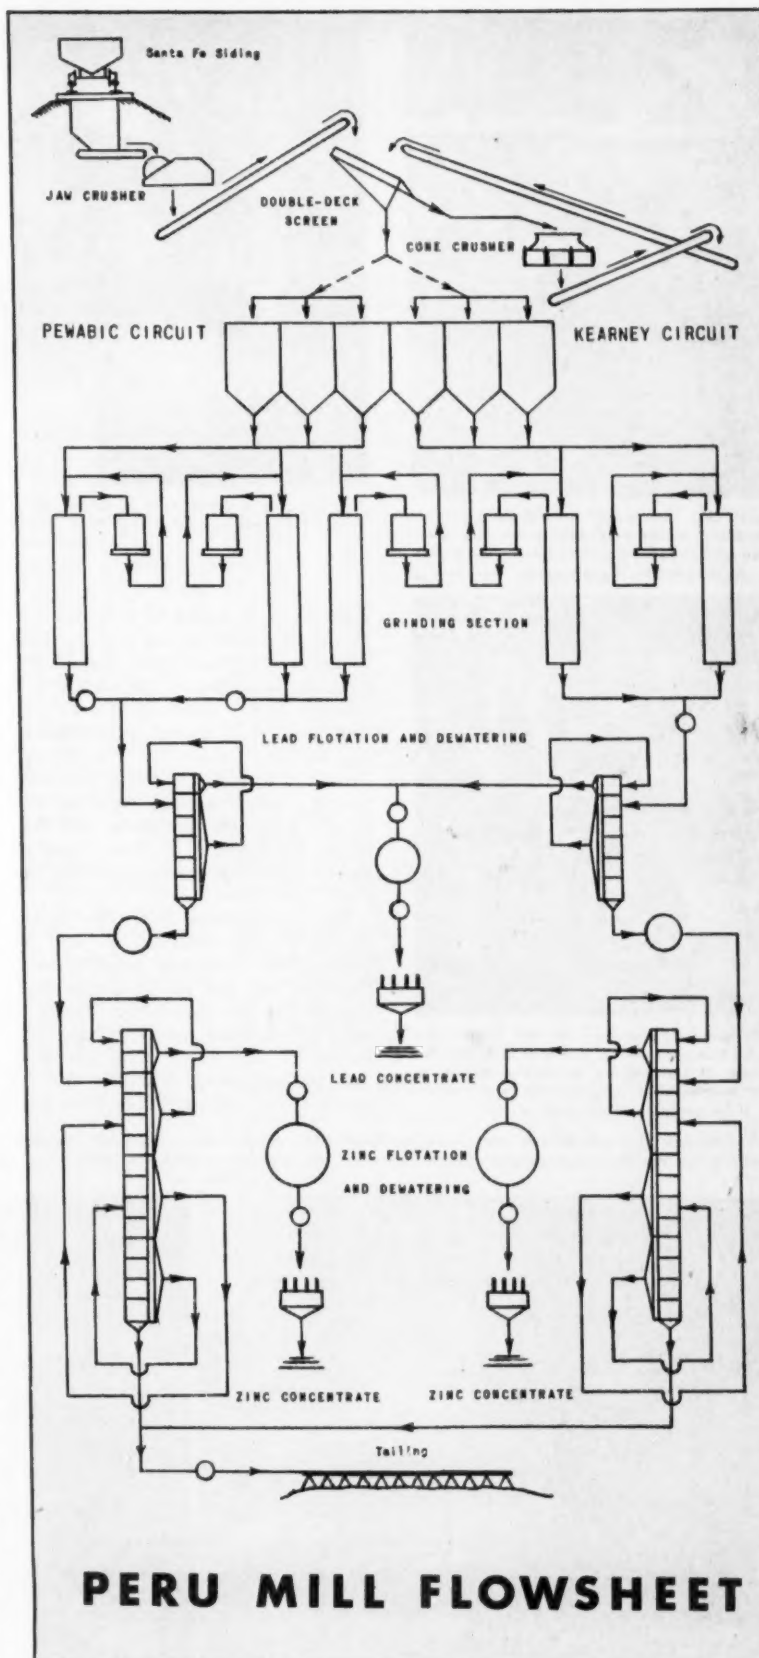 Santa Fe Siding
JAW CRUSHER
DOUBLE-DECK
SCREEN
CONE CRUSHER
PEWABIC CIRCUIT
KEARNEY CIRCUIT
GRINDING SECTION
LEAD FLOTATION AND DEWATERING
LEAD CONCENTRATE
ZINC FLOTATION
AND DEWATERING
ZINC CONCENTRATE
ZINC CONCENTRATE
Tailing
PERU MILL FLOWSHEET